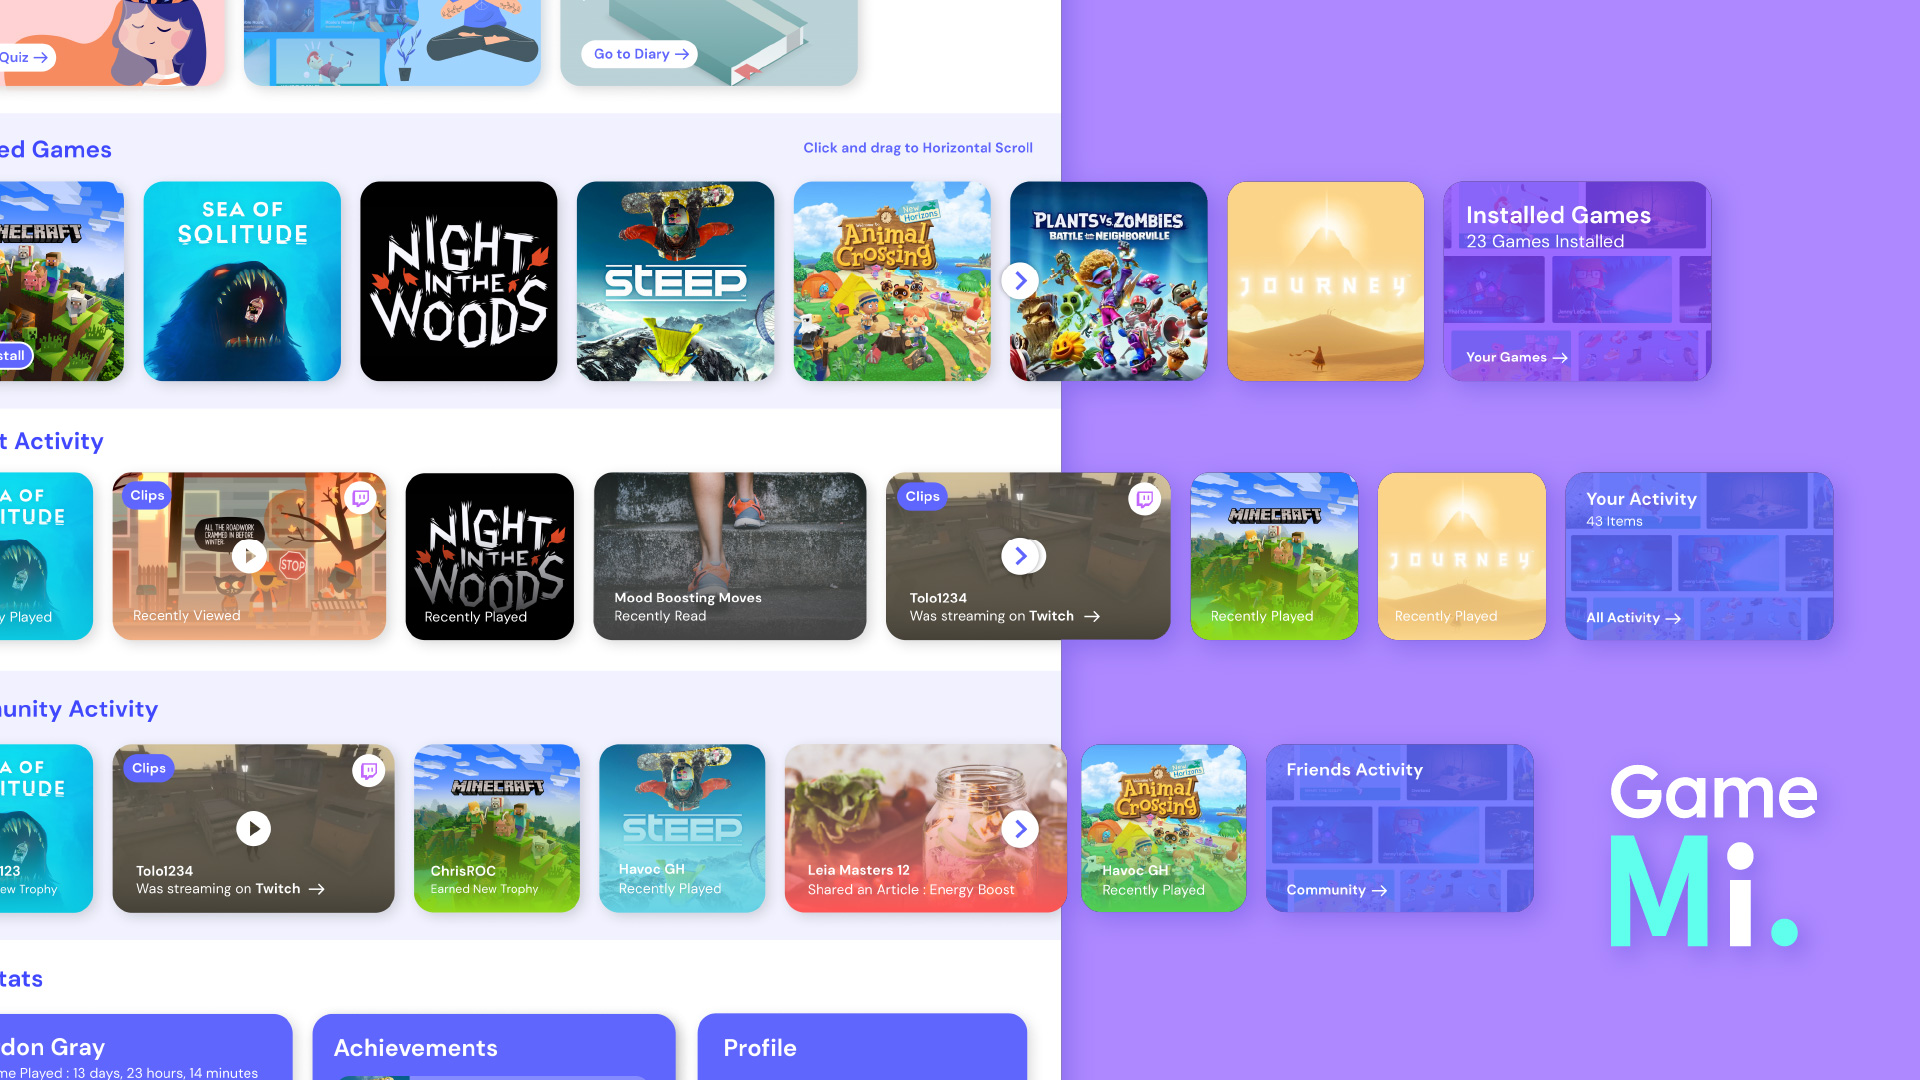 Quiz
Go to Diary
ed Games
Click and drag to Horizontal Scroll
NECRAFT
stall
SEA OF
SOLITUDE
NIGHT
IN THE
WOODS
STEEP
New
Horizons
Animal
Crossing
PLANTS VS. ZOMBIES
BATTLE FOR NEIGHBORVILLE
JOURNEY
Installed Games
23 Games Installed
Your Games
t Activity
A OF
ITUDE
y Played
Clips
ALL THE ROADWORK
CRAMMED IN BEFORE
WINTER.
STOP
Recently Viewed
NIGHT
IN THE
WOODS
Recently Played
Mood Boosting Moves
Recently Read
Clips
Tolo1234
Was streaming on Twitch
MINECRAFT
Recently Played
JOURNEY
Recently Played
Your Activity
43 Items
All Activity
unity Activity
A OF
ITUDE
123
ew Trophy
Clips
Tolo1234
Was streaming on Twitch
MINECRAFT
ChrisROC
Earned New Trophy
STEEP
Havoc GH
Recently Played
Leia Masters 12
Shared an Article : Energy Boost
New
Horizons
Animal
Crossing
Havoc GH
Recently Played
Friends Activity
Community
Game
Mi.
tats
don Gray
me Played : 13 days, 23 hours, 14 minutes
Achievements
Profile